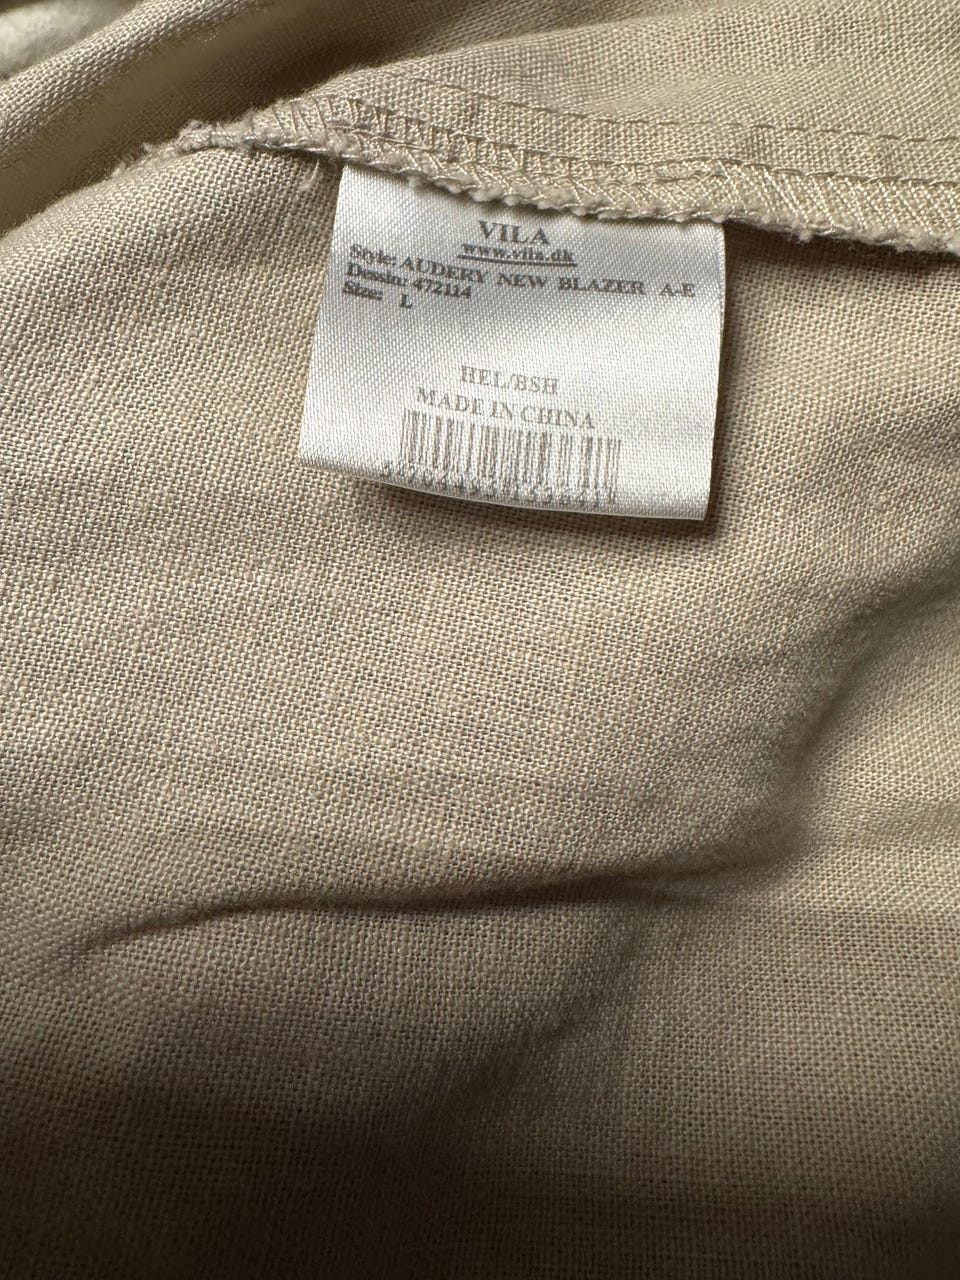 VILA
www.vila.dk
Style: AUDERY NEW BLAZER A-E
Dessin: 472114
Size: L
HEL/BSH
MADE IN CHINA